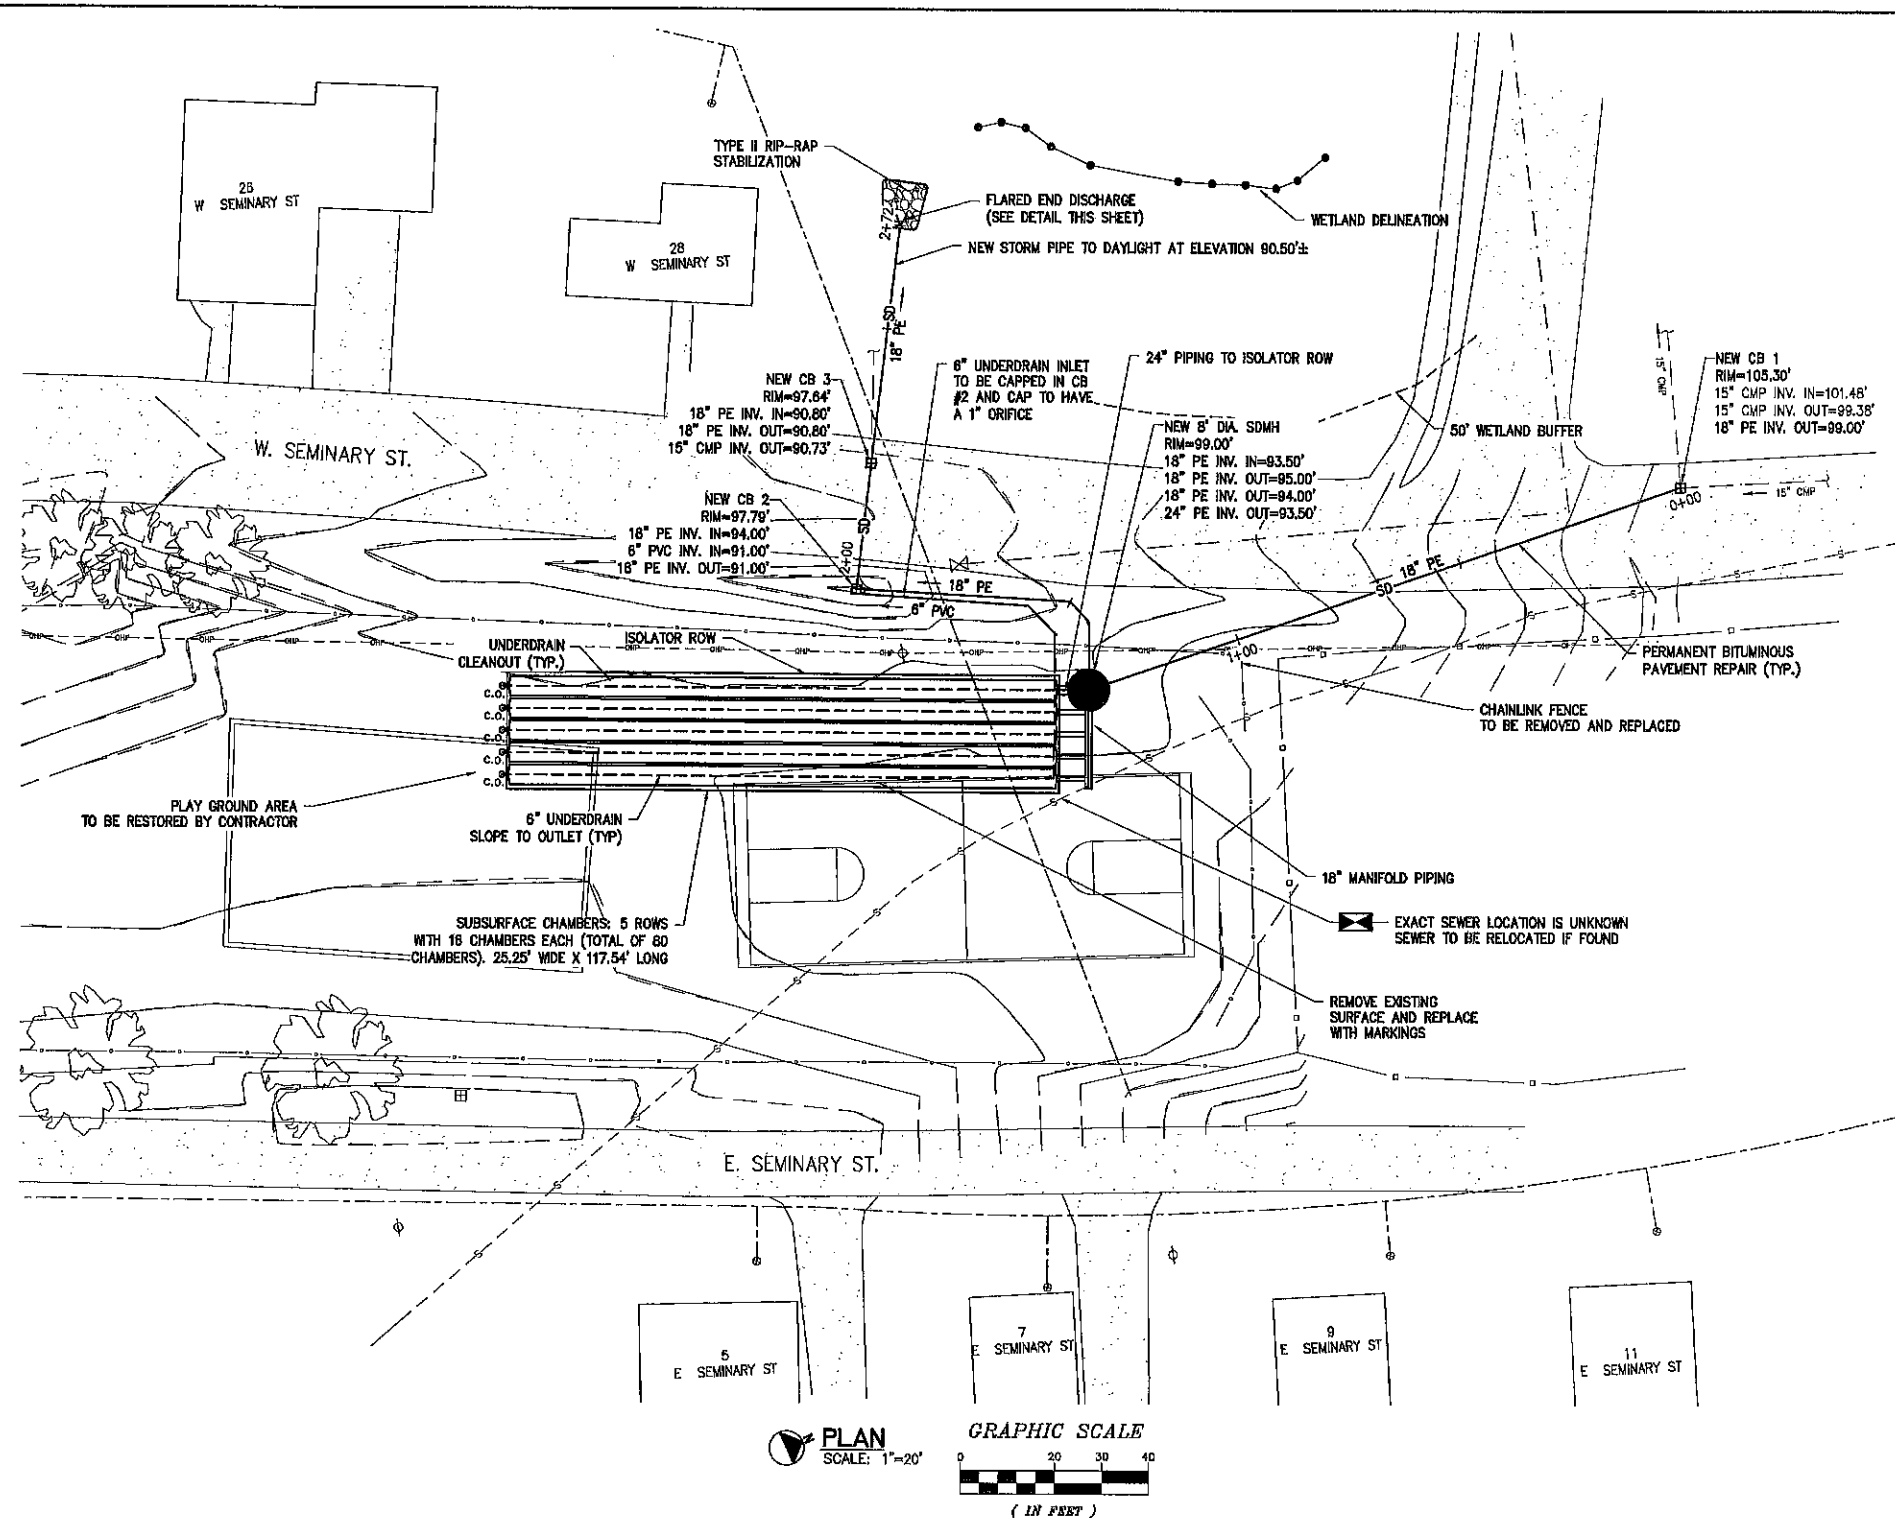 TYPE II RIP-RAP
STABILIZATION
26
W SEMINARY ST
28
W SEMINARY ST
2+72
FLARED END DISCHARGE
(SEE DETAIL THIS SHEET)
WETLAND DELINEATION
NEW STORM PIPE TO DAYLIGHT AT ELEVATION 90.50'±
SD
18" PE
6" UNDERDRAIN INLET
TO BE CAPPED IN CB
#2 AND CAP TO HAVE
A 1" ORIFICE
24" PIPING TO ISOLATOR ROW
15" CMP
NEW CB 1
RIM=105.30'
15" CMP INV. IN=101.48'
15" CMP INV. OUT=99.38'
18" PE INV. OUT=99.00'
NEW CB 3
RIM=97.64'
18" PE INV. IN=90.80'
18" PE INV. OUT=90.80'
15" CMP INV. OUT=90.73'
NEW 8' DIA. SDMH
RIM=99.00'
18" PE INV. IN=93.50'
18" PE INV. OUT=95.00'
18" PE INV. OUT=94.00'
24" PE INV. OUT=93.50'
50' WETLAND BUFFER
W. SEMINARY ST.
15" CMP
0+00
NEW CB 2
RIM=97.79'
18" PE INV. IN=94.00'
6" PVC INV. IN=91.00'
18" PE INV. OUT=91.00'
SD
2+00
18" PE
6" PVC
SD
18" PE
1+00
OHP OHP OHP OHP OHP OHP OHP OHP
UNDERDRAIN
CLEANOUT (TYP.)
ISOLATOR ROW
PERMANENT BITUMINOUS
PAVEMENT REPAIR (TYP.)
C.O.
C.O.
C.O.
C.O.
C.O.
CHAINLINK FENCE
TO BE REMOVED AND REPLACED
PLAY GROUND AREA
TO BE RESTORED BY CONTRACTOR
6" UNDERDRAIN
SLOPE TO OUTLET (TYP)
18" MANIFOLD PIPING
SUBSURFACE CHAMBERS: 5 ROWS
WITH 16 CHAMBERS EACH (TOTAL OF 80
CHAMBERS). 25.25' WIDE X 117.54' LONG
EXACT SEWER LOCATION IS UNKNOWN
SEWER TO BE RELOCATED IF FOUND
REMOVE EXISTING
SURFACE AND REPLACE
WITH MARKINGS
S S S S S S S S S S S S S
E. SEMINARY ST.
5
E SEMINARY ST
7
E SEMINARY ST
9
E SEMINARY ST
11
E SEMINARY ST
PLAN
SCALE: 1"=20'
GRAPHIC SCALE
0 20 30 40
( IN FEET )